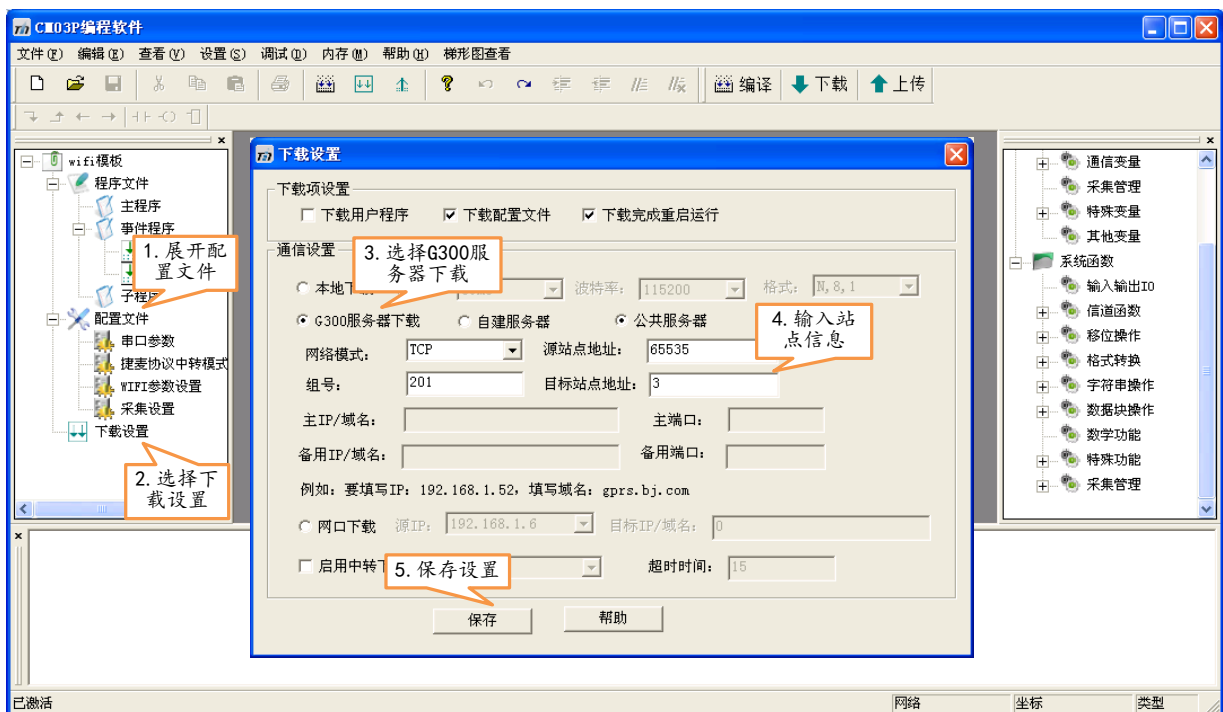 CM03P编程软件
文件(F) 编辑(E) 查看(V) 设置(S) 调试(D) 内存(M) 帮助(H) 梯形图查看
编译 下载 上传
wifi模板
程序文件
主程序
事件程序
子程序
配置文件
串口参数
捷麦协议中转模式
WIFI参数设置
采集设置
下载设置
1.展开配
置文件
2.选择下
载设置
下载设置
下载项设置
下载用户程序 下载配置文件 下载完成重启运行
通信设置
3.选择G300服
务器下载
本地下 波特率: 115200 格式: N,8,1
G300服务器下载 自建服务器 公共服务器
4.输入站
点信息
网络模式: TCP 源站点地址: 65535
组号: 201 目标站点地址: 3
主IP/域名: 主端口:
备用IP/域名: 备用端口:
例如: 要填写IP: 192.168.1.52, 填写域名: gprs.bj.com
网口下载 源IP: 192.168.1.6 目标IP/域名: 0
启用中转下 超时时间: 15
5.保存设置
保存 帮助
通信变量
采集管理
特殊变量
其他变量
系统函数
输入输出IO
信道函数
移位操作
格式转换
字符串操作
数据块操作
数学功能
特殊功能
采集管理
已激活 网络 坐标 类型